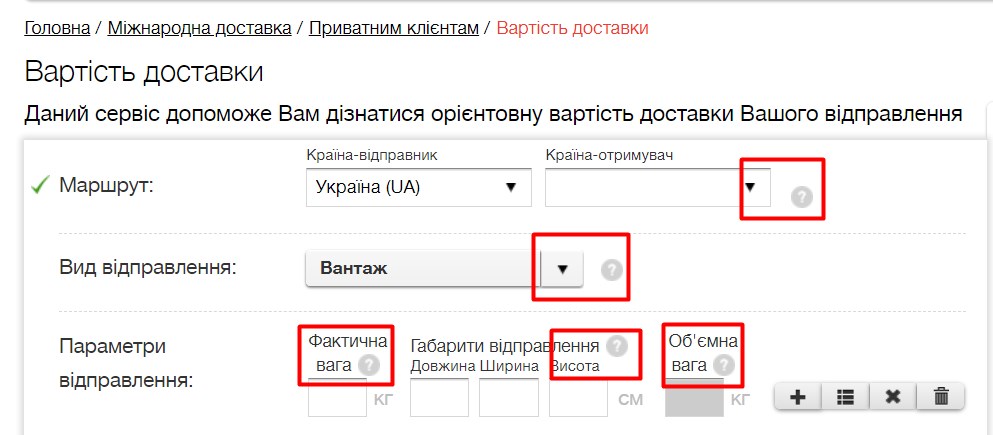 Головна / Міжнародна доставка / Приватним клієнтам / Вартість доставки
Вартість доставки
Даний сервіс допоможе Вам дізнатися орієнтовну вартість доставки Вашого відправлення
Країна-відправник Країна-отримувач
Маршрут: Україна (UA) ?
Вид відправлення: Вантаж ?
Параметри відправлення:
Фактична вага ?
КГ
Габарити відправлення ?
Довжина Ширина Висота
СМ
Об'ємна вага ?
КГ